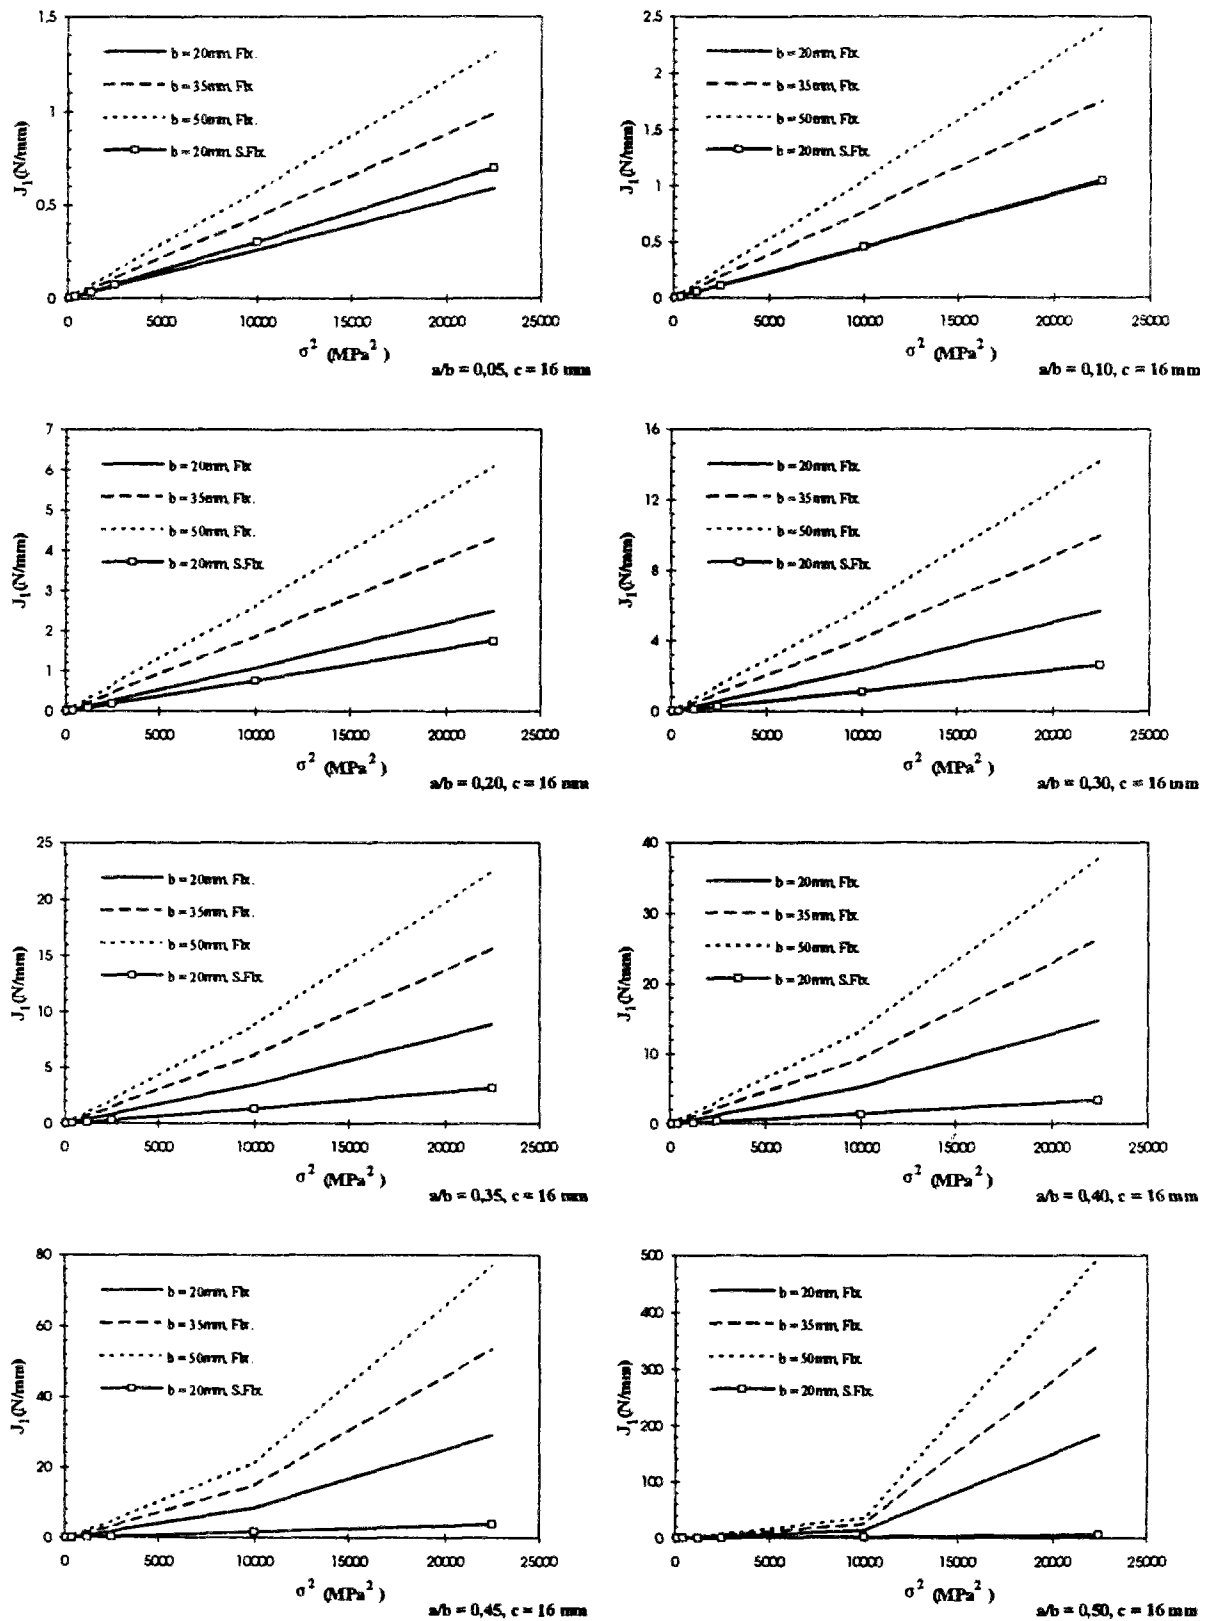 1.5
b = 20mm, Flx.
b = 35mm, Flx.
1
b = 50mm, Flx.
b = 20mm, S.Flx.
0.5
0
J1(N/mm)
0 5000 10000 15000 20000 25000
σ² (MPa²)
a/b = 0,05, c = 16 mm
2.5
b = 20mm, Flx.
2
b = 35mm, Flx.
b = 50mm, Flx.
1.5
b = 20mm, S.Flx.
1
0.5
0
J1(N/mm)
0 5000 10000 15000 20000 25000
σ² (MPa²)
a/b = 0,10, c = 16 mm
7
b = 20mm, Flx
6
b = 35mm, Flx.
5
b = 50mm, Flx.
4
b = 20mm, S.Flx.
3
2
1
0
J1(N/mm)
0 5000 10000 15000 20000 25000
σ² (MPa²)
a/b = 0,20, c = 16 mm
16
b = 20mm, Flx.
b = 35mm, Flx.
12
b = 50mm, Flx.
b = 20mm, S.Flx.
8
4
0
J1(N/mm)
0 5000 10000 15000 20000 25000
σ² (MPa²)
a/b = 0,30, c = 16 mm
25
b = 20mm, Flx.
20
b = 35mm, Flx.
b = 50mm, Flx
15
b = 20mm, S.Flx.
10
5
0
J1(N/mm)
0 5000 10000 15000 20000 25000
σ² (MPa²)
a/b = 0,35, c = 16 mm
40
b = 20mm, Flx.
b = 35mm, Flx.
30
b = 50mm, Flx.
b = 20mm, S.Flx.
20
10
0
J1(N/mm)
0 5000 10000 15000 20000 25000
σ² (MPa²)
a/b = 0,40, c = 16 mm
80
b = 20mm, Flx
b = 35mm, Flx.
60
b = 50mm, Flx.
b = 20mm, S.Flx.
40
20
0
J1(N/mm)
0 5000 10000 15000 20000 25000
σ² (MPa²)
a/b = 0,45, c = 16 mm
500
b = 20mm, Flx.
400
b = 35mm, Flx.
b = 50mm, Flx.
300
b = 20mm, S.Flx.
200
100
0
J1(N/mm)
0 5000 10000 15000 20000 25000
σ² (MPa²)
a/b = 0,50, c = 16 mm